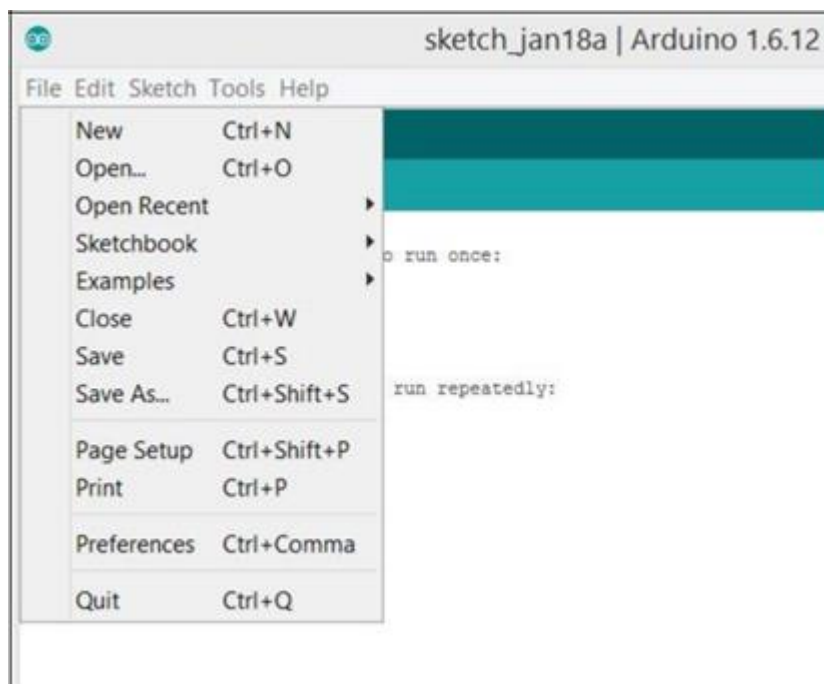 sketch_jan18a | Arduino 1.6.12
File Edit Sketch Tools Help
New Ctrl+N
Open... Ctrl+O
Open Recent
Sketchbook
o run once:
Examples
Close Ctrl+W
Save Ctrl+S
Save As... Ctrl+Shift+S
run repeatedly:
Page Setup Ctrl+Shift+P
Print Ctrl+P
Preferences Ctrl+Comma
Quit Ctrl+Q